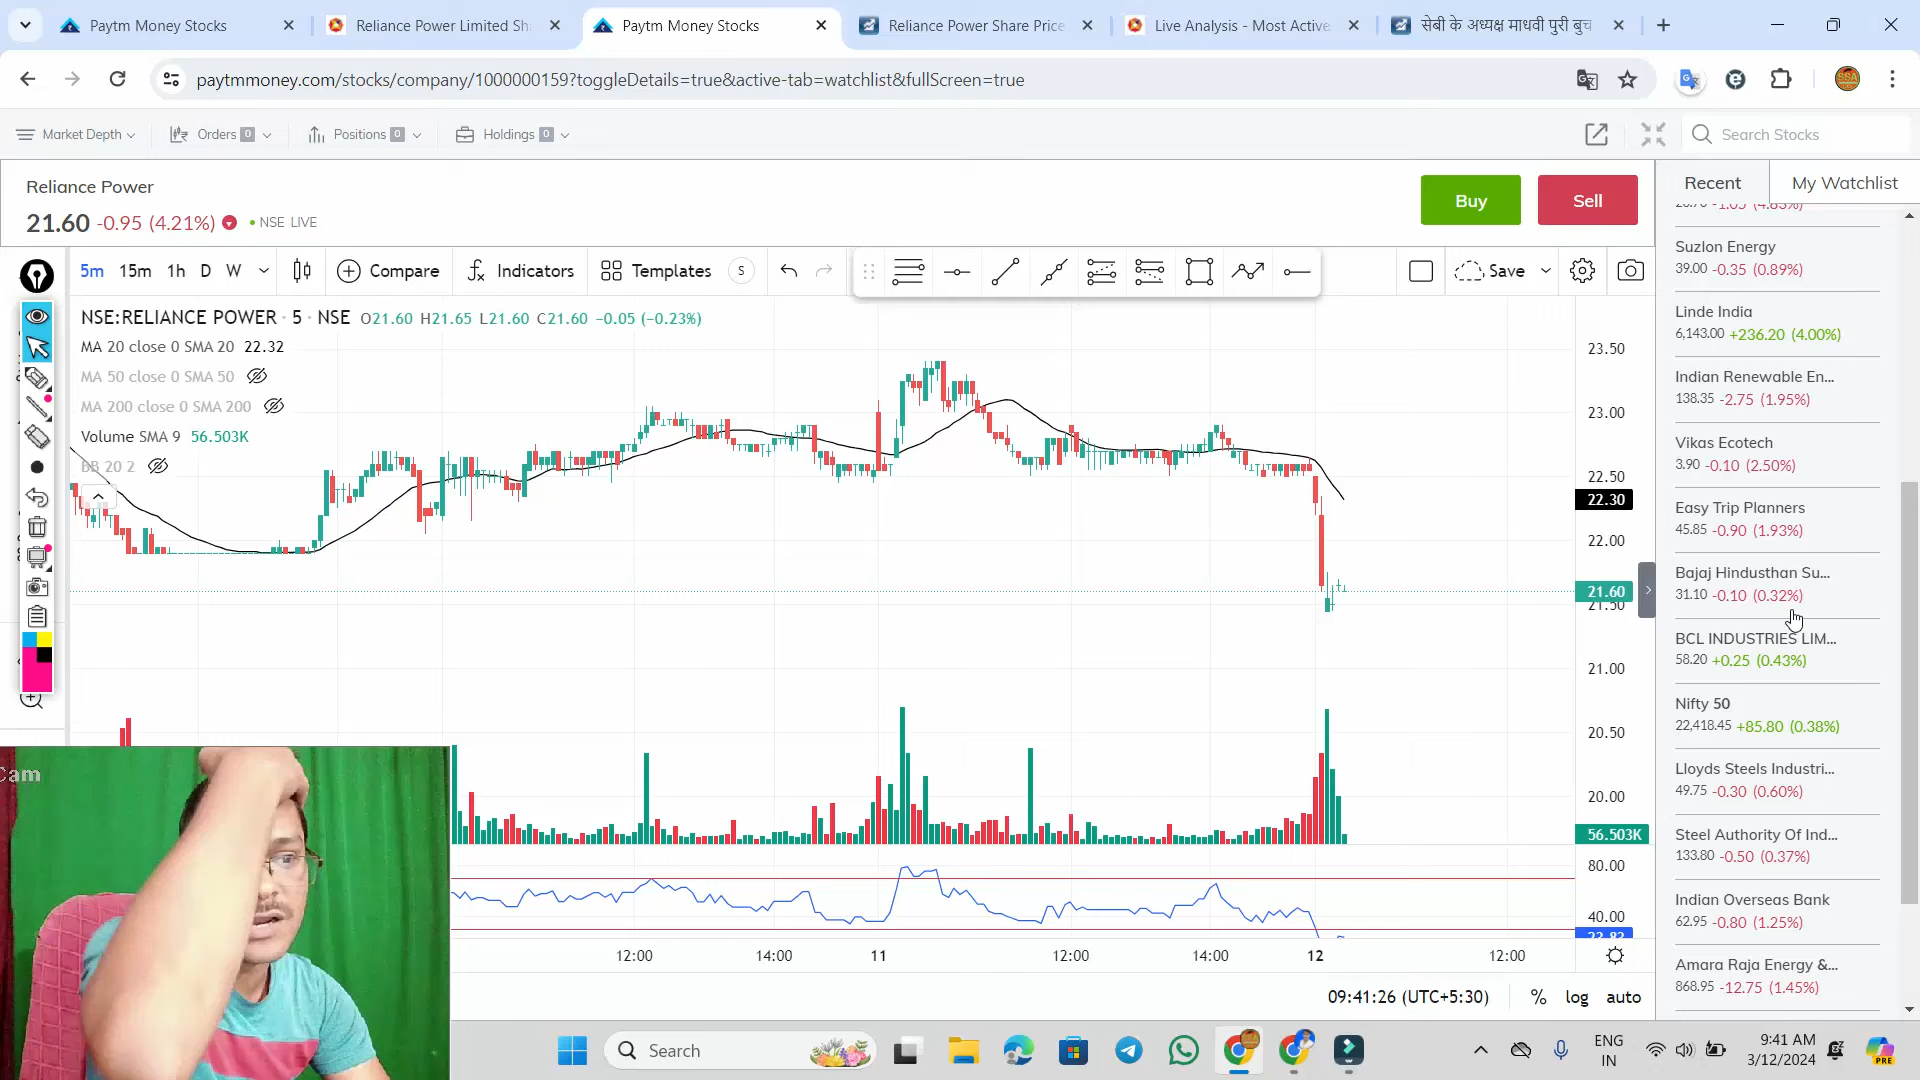 Paytm Money Stocks
Reliance Power Limited Sh
Paytm Money Stocks
Reliance Power Share Price
Live Analysis - Most Active
सेबी के अध्यक्ष माधवी पुरी बुच
paytmmoney.com/stocks/company/1000000159?toggleDetails=true&active-tab=watchlist&fullScreen=true
Market Depth
Orders 0
Positions 0
Holdings 0
Search Stocks
Reliance Power
21.60 -0.95 (4.21%) NSE LIVE
Buy
Sell
Recent
My Watchlist
5m 15m 1h D W
Compare
Indicators
Templates
S
Save
NSE:RELIANCE POWER · 5 · NSE O21.60 H21.65 L21.60 C21.60 −0.05 (−0.23%)
MA 20 close 0 SMA 20 22.32
MA 50 close 0 SMA 50
MA 200 close 0 SMA 200
Volume SMA 9 56.503K
BB 20 2
23.50
23.00
22.50
22.30
22.00
21.60
21.50
21.00
20.50
20.00
56.503K
80.00
40.00
22.82
12:00 14:00 11 12:00 14:00 12 12:00
09:41:26 (UTC+5:30) % log auto
Suzlon Energy
39.00 -0.35 (0.89%)
Linde India
6,143.00 +236.20 (4.00%)
Indian Renewable En...
138.35 -2.75 (1.95%)
Vikas Ecotech
3.90 -0.10 (2.50%)
Easy Trip Planners
45.85 -0.90 (1.93%)
Bajaj Hindusthan Su...
31.10 -0.10 (0.32%)
BCL INDUSTRIES LIM...
58.20 +0.25 (0.43%)
Nifty 50
22,418.45 +85.80 (0.38%)
Lloyds Steels Industri...
49.75 -0.30 (0.60%)
Steel Authority Of Ind...
133.80 -0.50 (0.37%)
Indian Overseas Bank
62.95 -0.80 (1.25%)
Amara Raja Energy &...
868.95 -12.75 (1.45%)
Cam
Search
ENG
IN
9:41 AM
3/12/2024
PRE